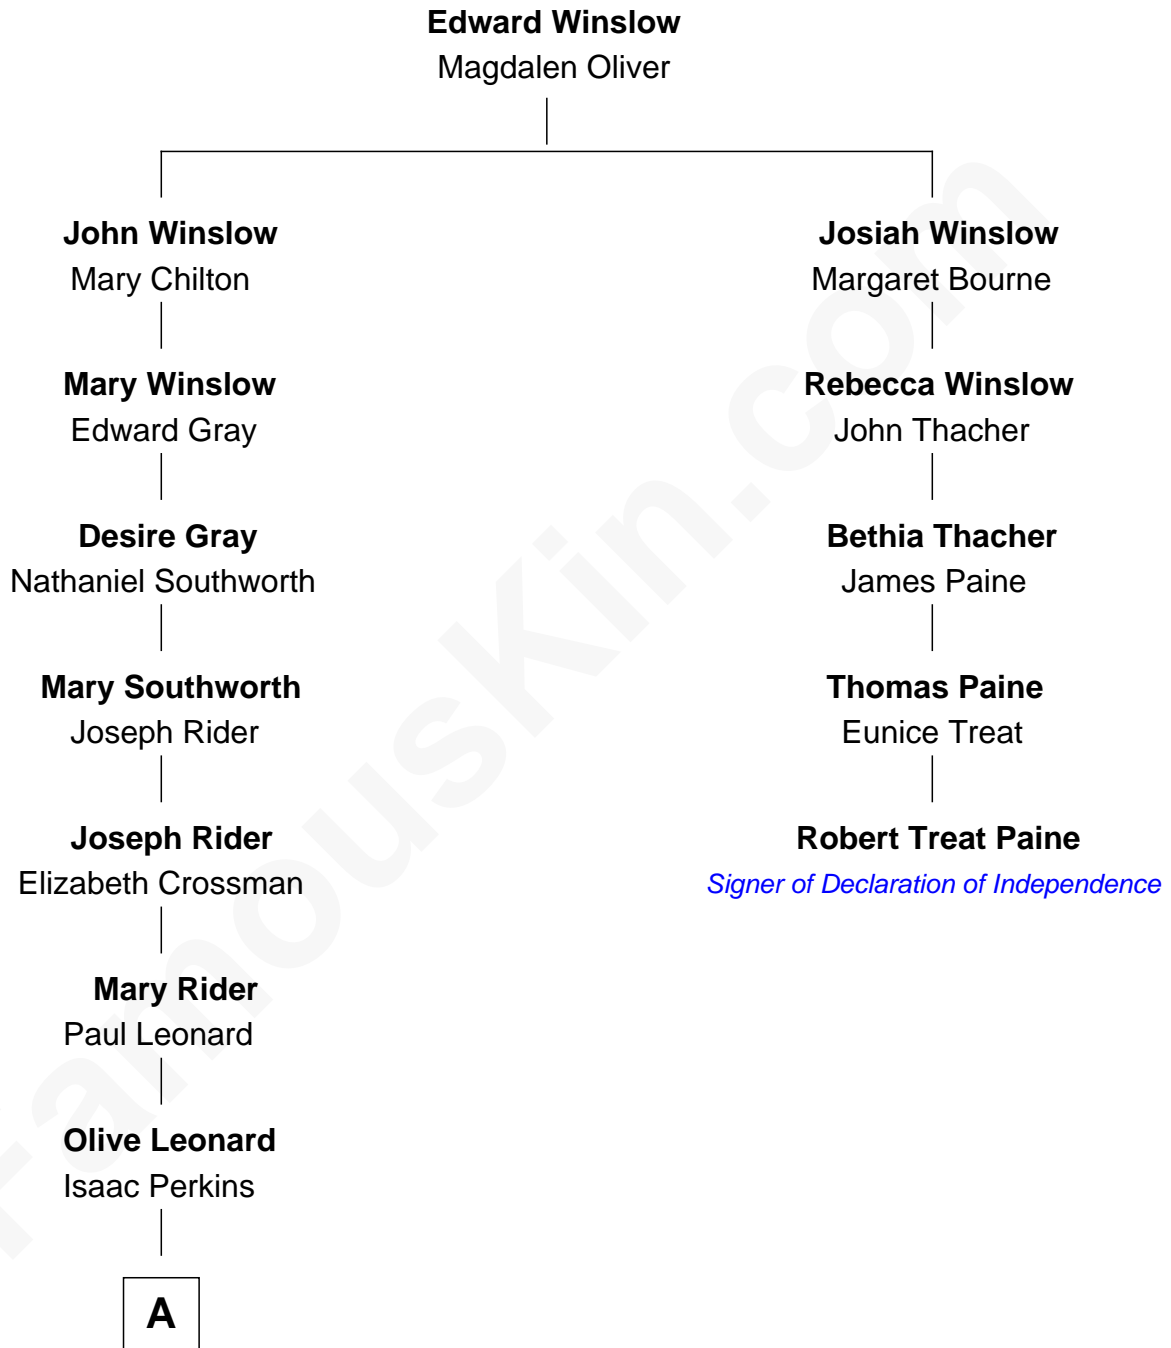 Edward Winslow
Magdalen Oliver
John Winslow
Mary Chilton
Mary Winslow
Edward Gray
Desire Gray
Nathaniel Southworth
Mary Southworth
Joseph Rider
Joseph Rider
Elizabeth Crossman
Mary Rider
Paul Leonard
Olive Leonard
Isaac Perkins
A
Josiah Winslow
Margaret Bourne
Rebecca Winslow
John Thacher
Bethia Thacher
James Paine
Thomas Paine
Eunice Treat
Robert Treat Paine
Signer of Declaration of Independence
FamousKin.com